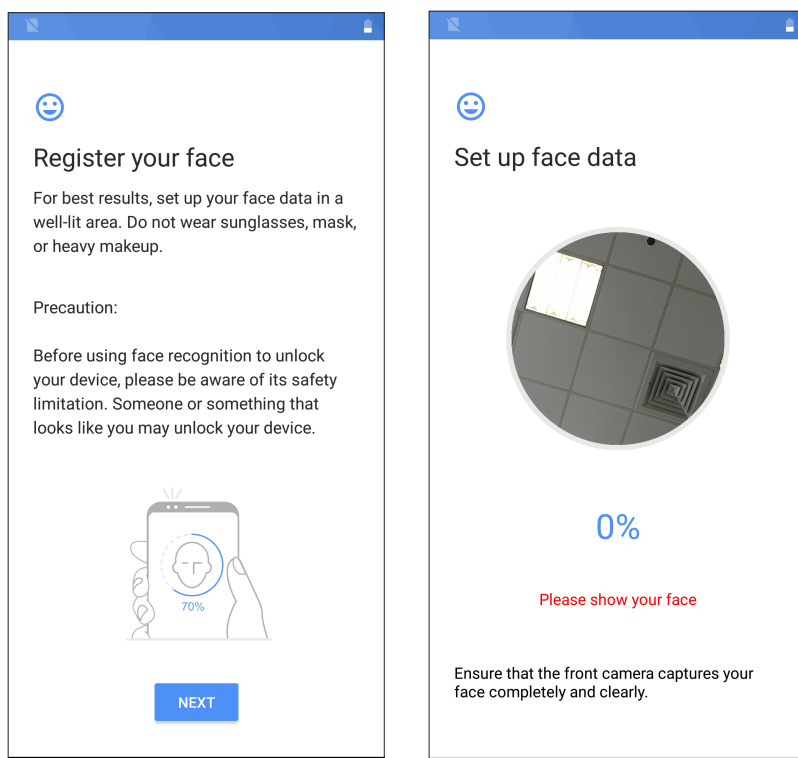 Register your face
For best results, set up your face data in a
well-lit area. Do not wear sunglasses, mask,
or heavy makeup.
Precaution:
Before using face recognition to unlock
your device, please be aware of its safety
limitation. Someone or something that
looks like you may unlock your device.
70%
NEXT
Set up face data
0%
Please show your face
Ensure that the front camera captures your
face completely and clearly.